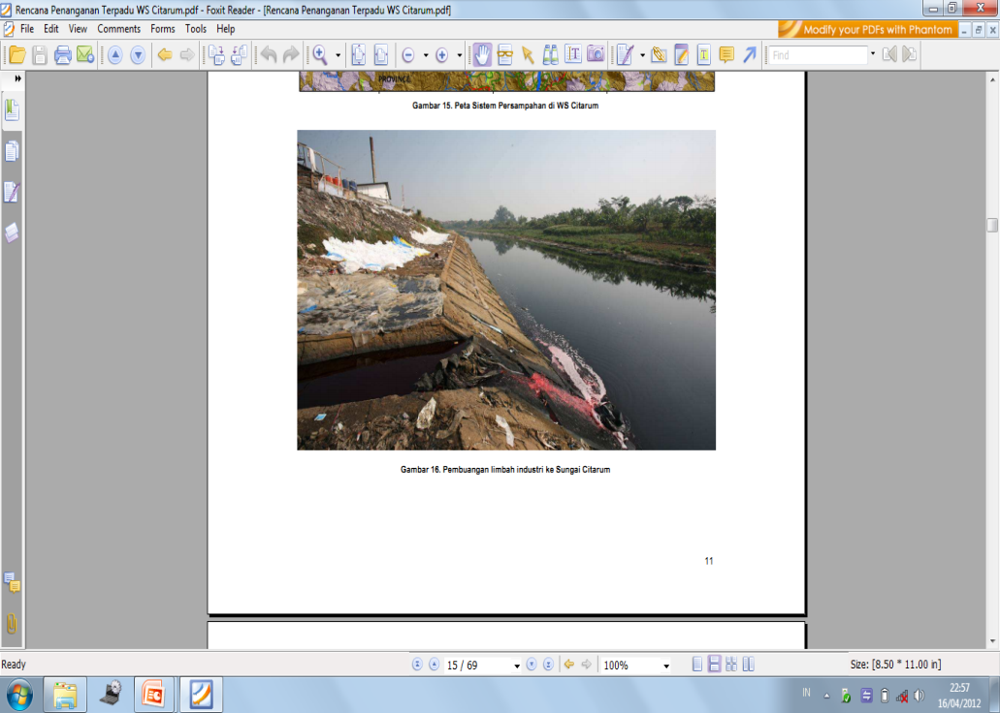 Rencana Penanganan Terpadu WS Citarum.pdf - Foxit Reader - [Rencana Penanganan Terpadu WS Citarum.pdf]
File Edit View Comments Forms Tools Help
Modify your PDFs with Phantom
Find
PROVINCE
Gambar 15. Peta Sistem Persampahan di WS Citarum
Gambar 16. Pembuangan limbah industri ke Sungai Citarum
11
Ready
15 / 69
100%
Size: [8.50 * 11.00 in]
IN
22:57
16/04/2012